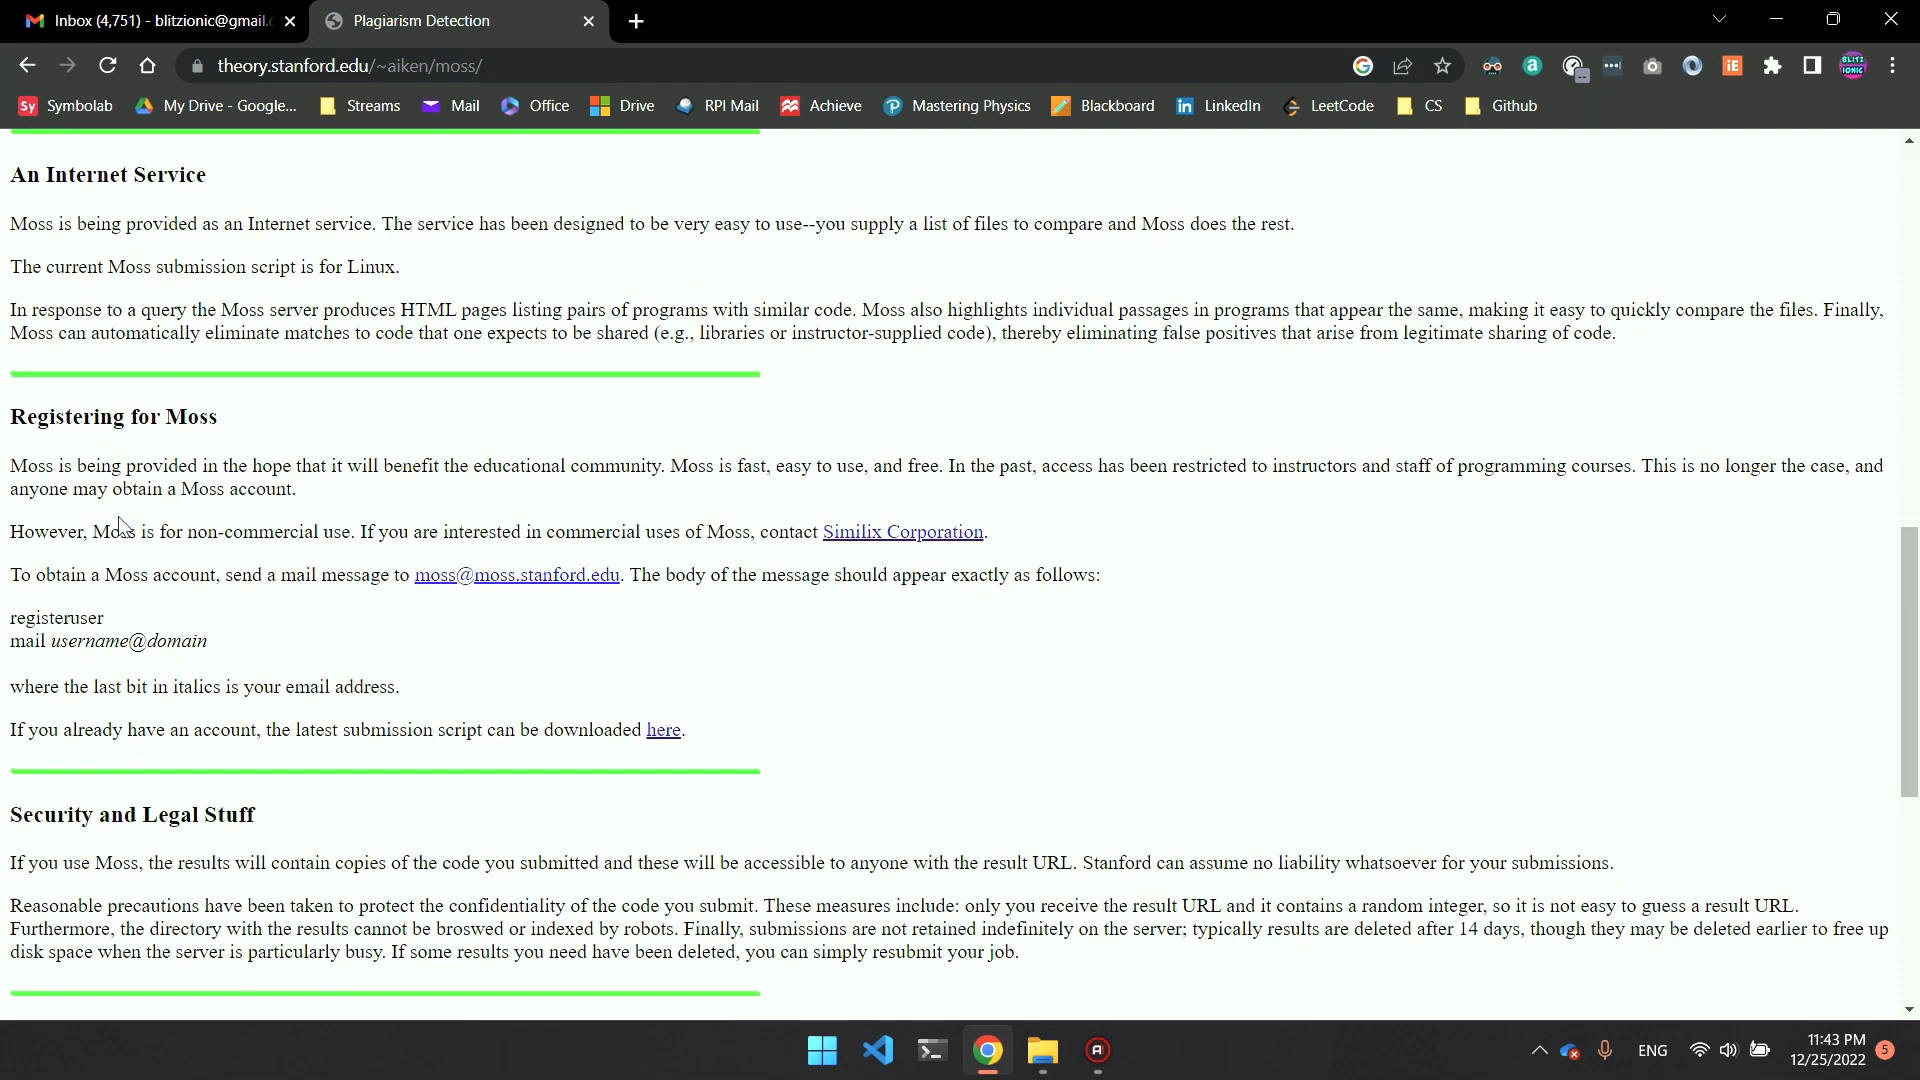 Inbox (4,751) - blitzionic@gmail.c
Plagiarism Detection
theory.stanford.edu/~aiken/moss/
Symbolab
My Drive - Google...
Streams
Mail
Office
Drive
RPI Mail
Achieve
Mastering Physics
Blackboard
LinkedIn
LeetCode
CS
Github
An Internet Service
Moss is being provided as an Internet service. The service has been designed to be very easy to use--you supply a list of files to compare and Moss does the rest.
The current Moss submission script is for Linux.
In response to a query the Moss server produces HTML pages listing pairs of programs with similar code. Moss also highlights individual passages in programs that appear the same, making it easy to quickly compare the files. Finally,
Moss can automatically eliminate matches to code that one expects to be shared (e.g., libraries or instructor-supplied code), thereby eliminating false positives that arise from legitimate sharing of code.
Registering for Moss
Moss is being provided in the hope that it will benefit the educational community. Moss is fast, easy to use, and free. In the past, access has been restricted to instructors and staff of programming courses. This is no longer the case, and
anyone may obtain a Moss account.
However, Moss is for non-commercial use. If you are interested in commercial uses of Moss, contact Similix Corporation.
To obtain a Moss account, send a mail message to moss@moss.stanford.edu. The body of the message should appear exactly as follows:
registeruser
mail username@domain
where the last bit in italics is your email address.
If you already have an account, the latest submission script can be downloaded here.
Security and Legal Stuff
If you use Moss, the results will contain copies of the code you submitted and these will be accessible to anyone with the result URL. Stanford can assume no liability whatsoever for your submissions.
Reasonable precautions have been taken to protect the confidentiality of the code you submit. These measures include: only you receive the result URL and it contains a random integer, so it is not easy to guess a result URL.
Furthermore, the directory with the results cannot be broswed or indexed by robots. Finally, submissions are not retained indefinitely on the server; typically results are deleted after 14 days, though they may be deleted earlier to free up
disk space when the server is particularly busy. If some results you need have been deleted, you can simply resubmit your job.
ENG
11:43 PM
12/25/2022
5